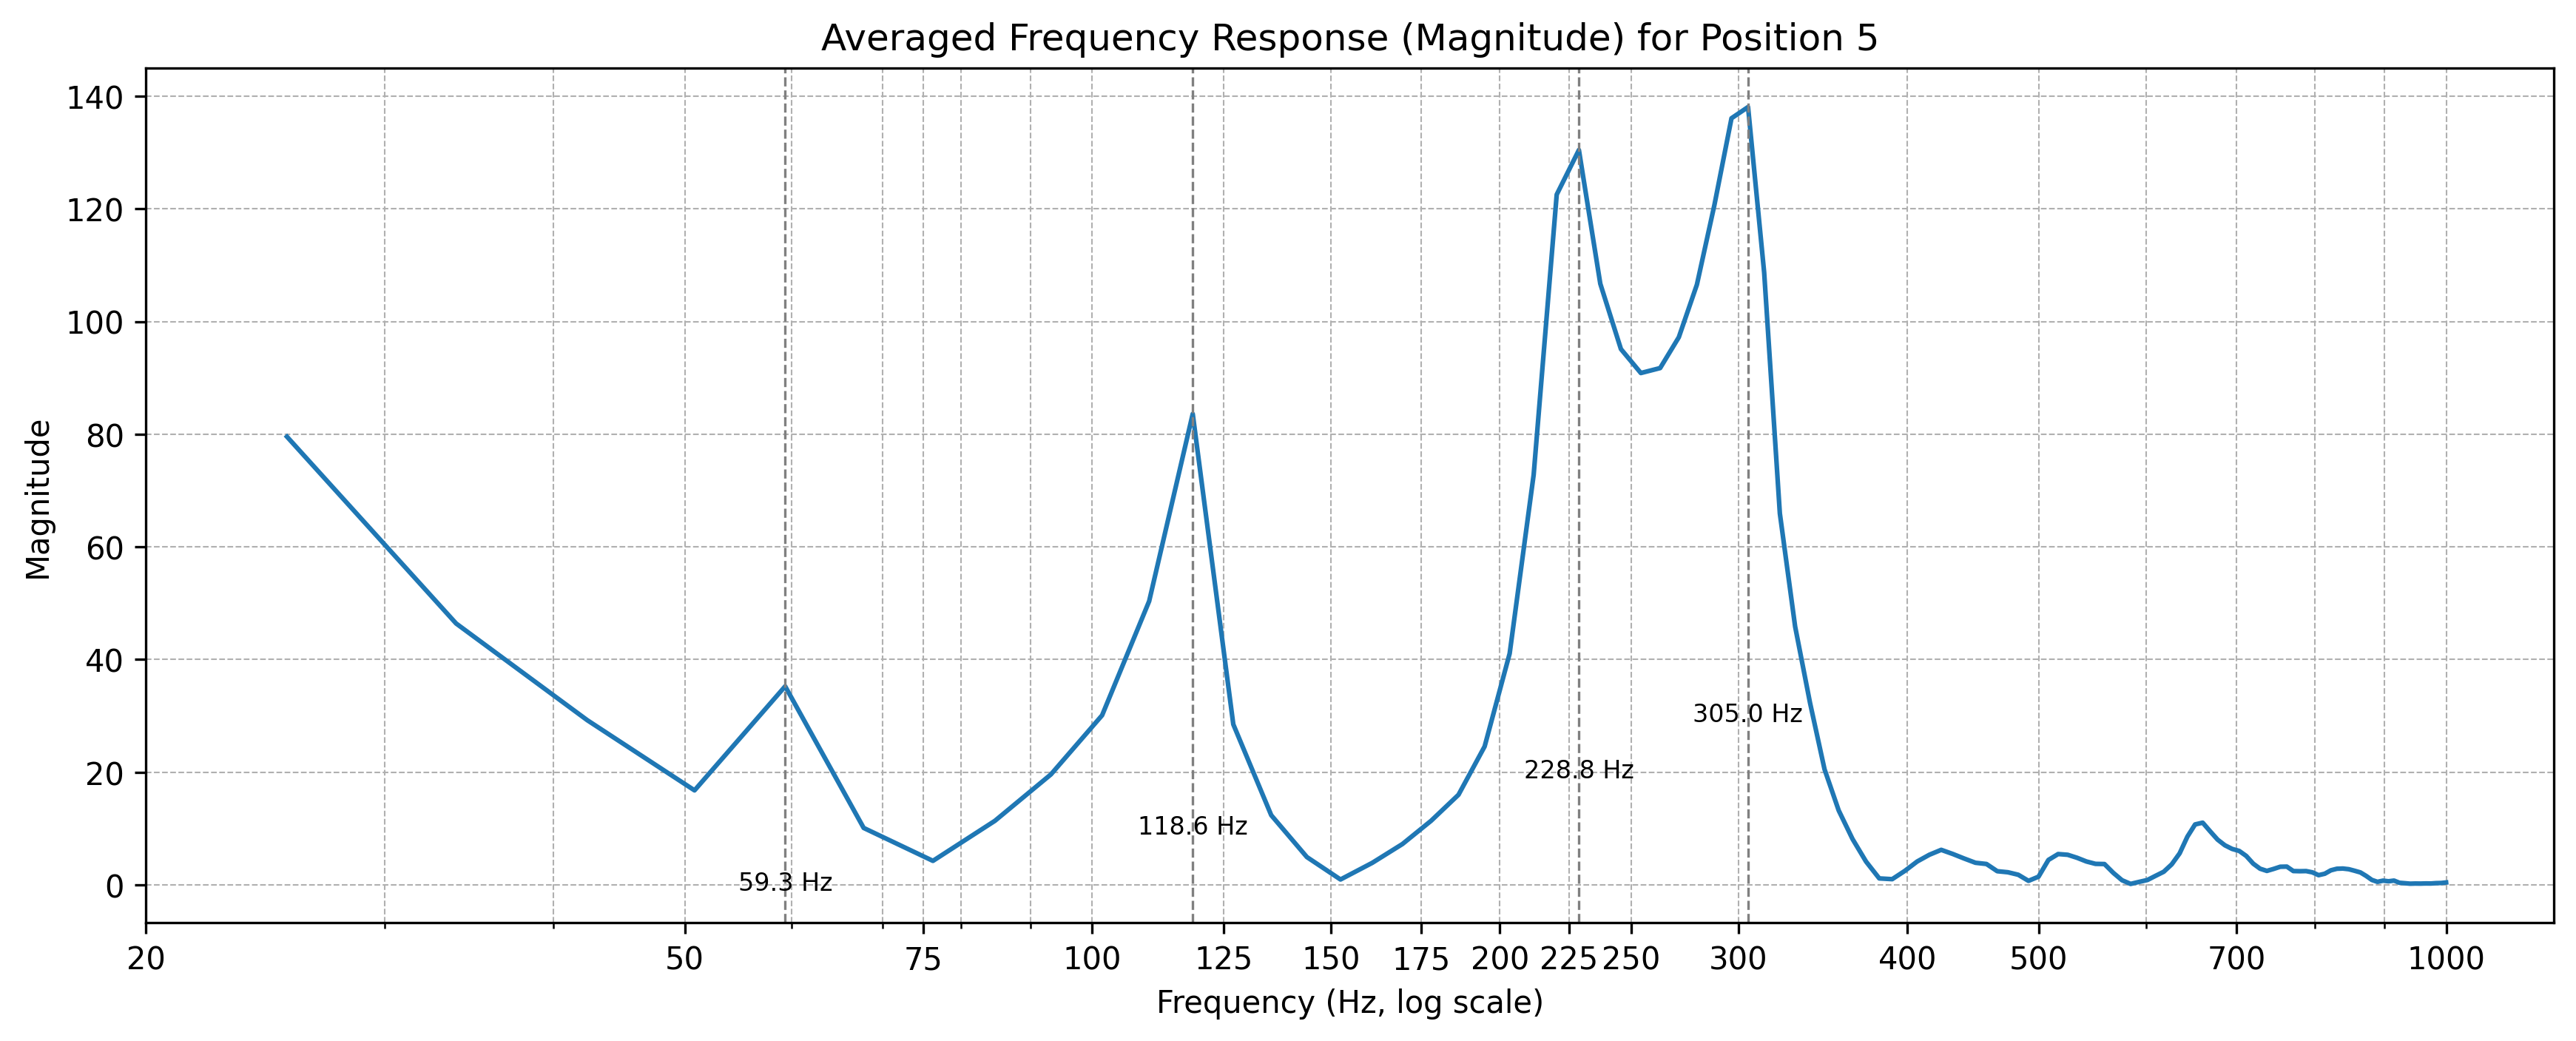 Averaged Frequency Response (Magnitude) for Position 5
Magnitude
140
120
100
80
60
40
20
0
305.0 Hz
228.8 Hz
118.6 Hz
59.3 Hz
20 50 75 100 125 150 175 200 225 250 300 400 500 700 1000
Frequency (Hz, log scale)